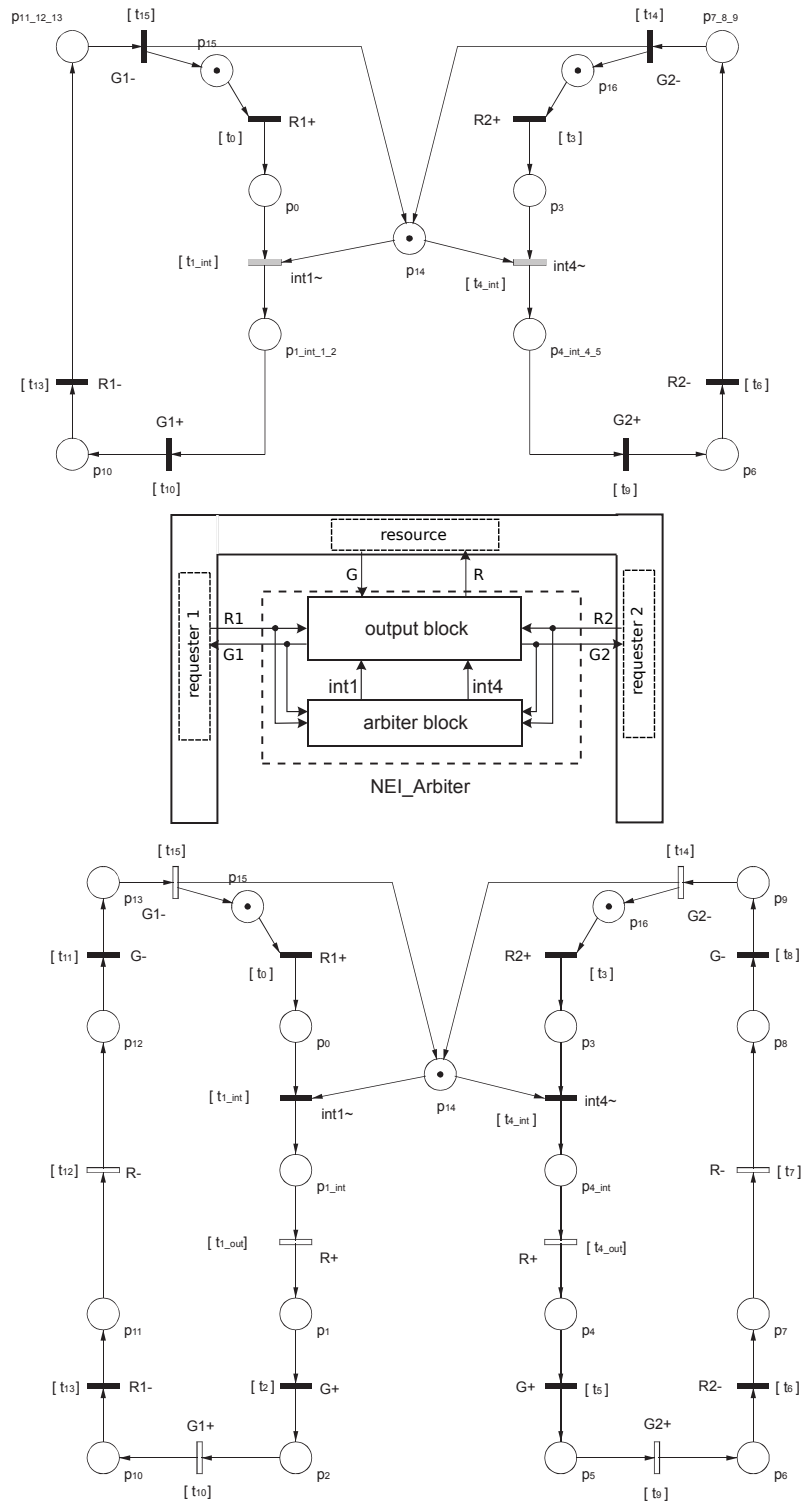 p11_12_13
[ t15]
p15
[ t14]
p7_8_9
G1-
p16
G2-
R1+
R2+
[ t0]
[ t3]
p0
p3
[ t1_int]
int1~
p14
[ t4_int]
int4~
p1_int_1_2
p4_int_4_5
[ t13]
R1-
R2-
[ t6]
G1+
G2+
p10
[ t10]
[ t9]
p6
resource
G
R
requester 1
R1
output block
R2
requester 2
G1
G2
int1
int4
arbiter block
NEI_Arbiter
[ t15]
[ t14]
p13
p15
p9
G1-
p16
G2-
[ t11]
G-
R1+
R2+
G-
[ t8]
[ t0]
[ t3]
p12
p0
p3
p8
[ t1_int]
int1~
p14
[ t4_int]
int4~
[ t12]
R-
p1_int
p4_int
R-
[ t7]
[ t1_out]
R+
R+
[ t4_out]
p11
p1
p4
p7
[ t13]
R1-
[ t2]
G+
G+
[ t5]
R2-
[ t6]
G1+
G2+
p10
[ t10]
p2
p5
[ t9]
p6